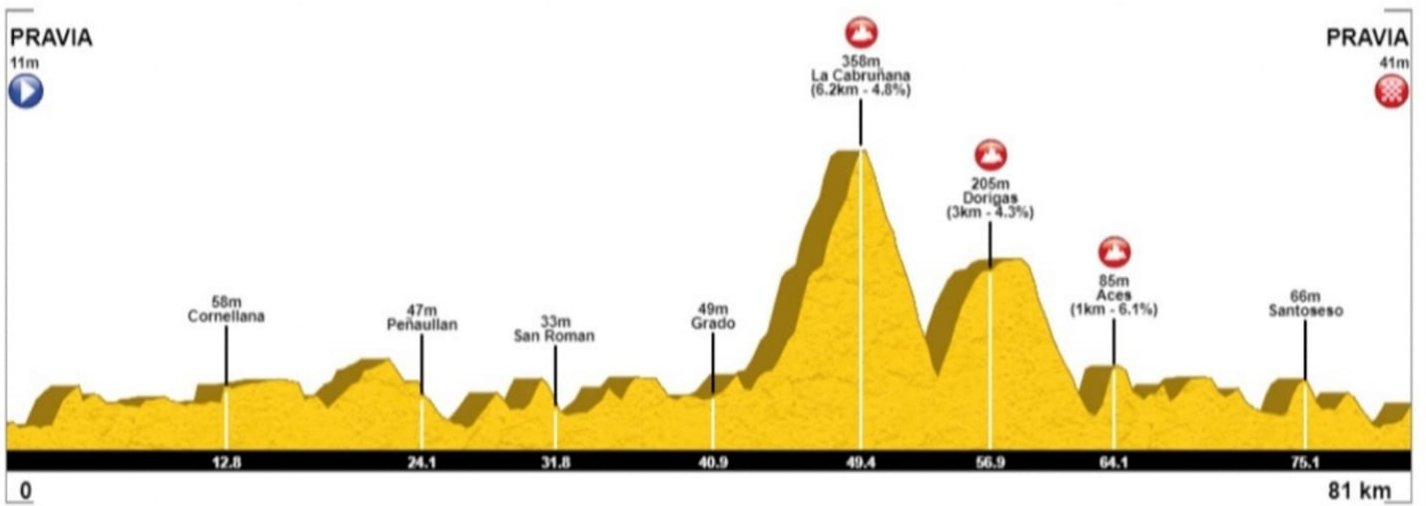 PRAVIA
11m
PRAVIA
41m
358m
La Cabruñana
(6.2km - 4.8%)
205m
Dorigas
(3km - 4.3%)
85m
Aces
(1km - 6.1%)
58m
Cornellana
47m
Peñaullan
33m
San Roman
49m
Grado
66m
Santoseso
12.8
24.1
31.8
40.9
49.4
56.9
64.1
75.1
0
81 km